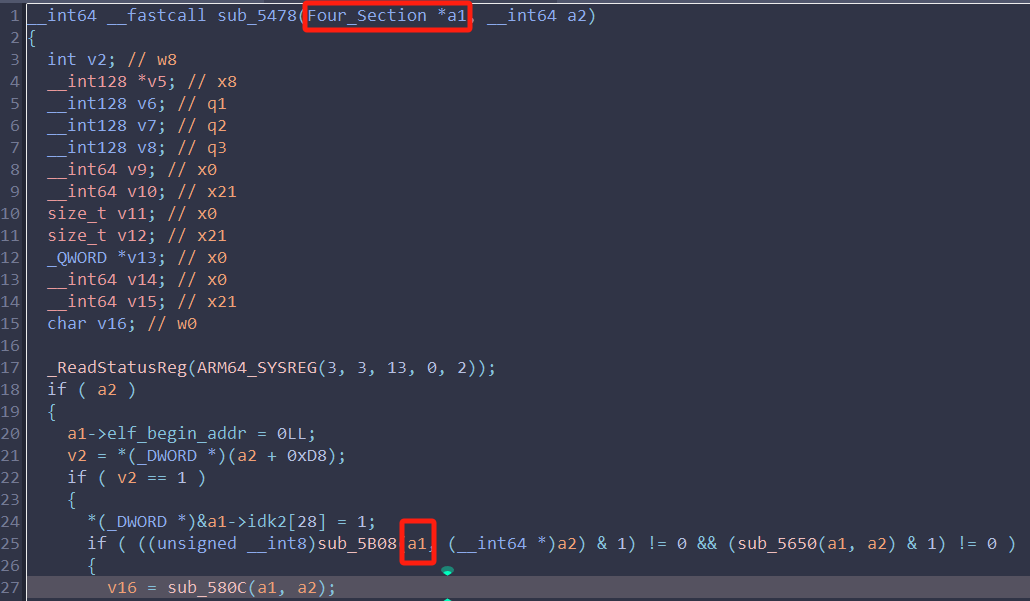 1 __int64 __fastcall sub_5478(Four_Section *a1, __int64 a2)
2 {
3 int v2; // w8
4 __int128 *v5; // x8
5 __int128 v6; // q1
6 __int128 v7; // q2
7 __int128 v8; // q3
8 __int64 v9; // x0
9 __int64 v10; // x21
10 size_t v11; // x0
11 size_t v12; // x21
12 _QWORD *v13; // x0
13 __int64 v14; // x0
14 __int64 v15; // x21
15 char v16; // w0
16
17 _ReadStatusReg(ARM64_SYSREG(3, 3, 13, 0, 2));
18 if ( a2 )
19 {
20 a1->elf_begin_addr = 0LL;
21 v2 = *(_DWORD *)(a2 + 0xD8);
22 if ( v2 == 1 )
23 {
24 *(_DWORD *)&a1->idk2[28] = 1;
25 if ( ((unsigned __int8)sub_5B08(a1, (__int64 *)a2) & 1) != 0 && (sub_5650(a1, a2) & 1) != 0 )
26 {
27 v16 = sub_580C(a1, a2);